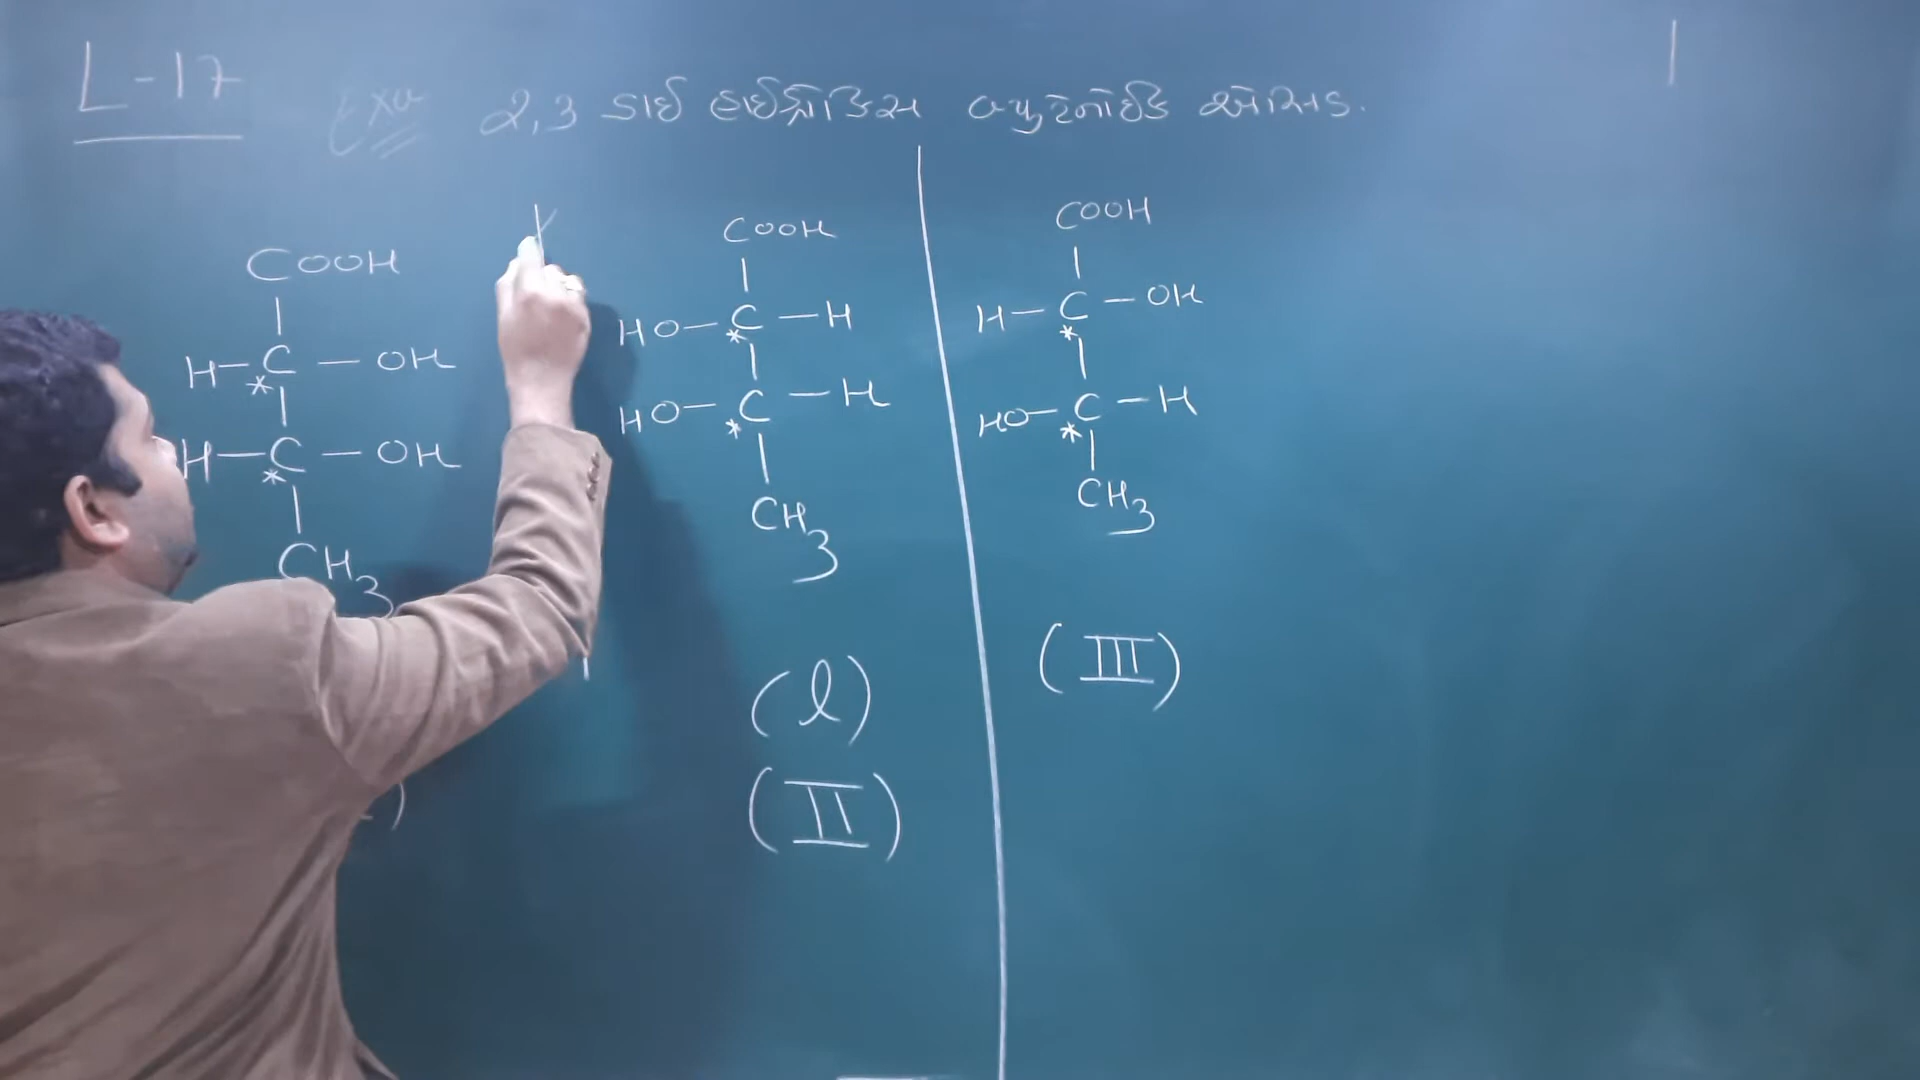 L-17
Exa 2,3 ડાઈ હાઈડ્રોક્સિ બ્યુટેનોઈક એસિડ.
COOH
H-C-OH
*
H-C-OH
*
CH3
COOH
HO-C-H
*
HO-C-H
*
CH3
(l)
(II)
COOH
H-C-OH
*
HO-C-H
*
CH3
(III)